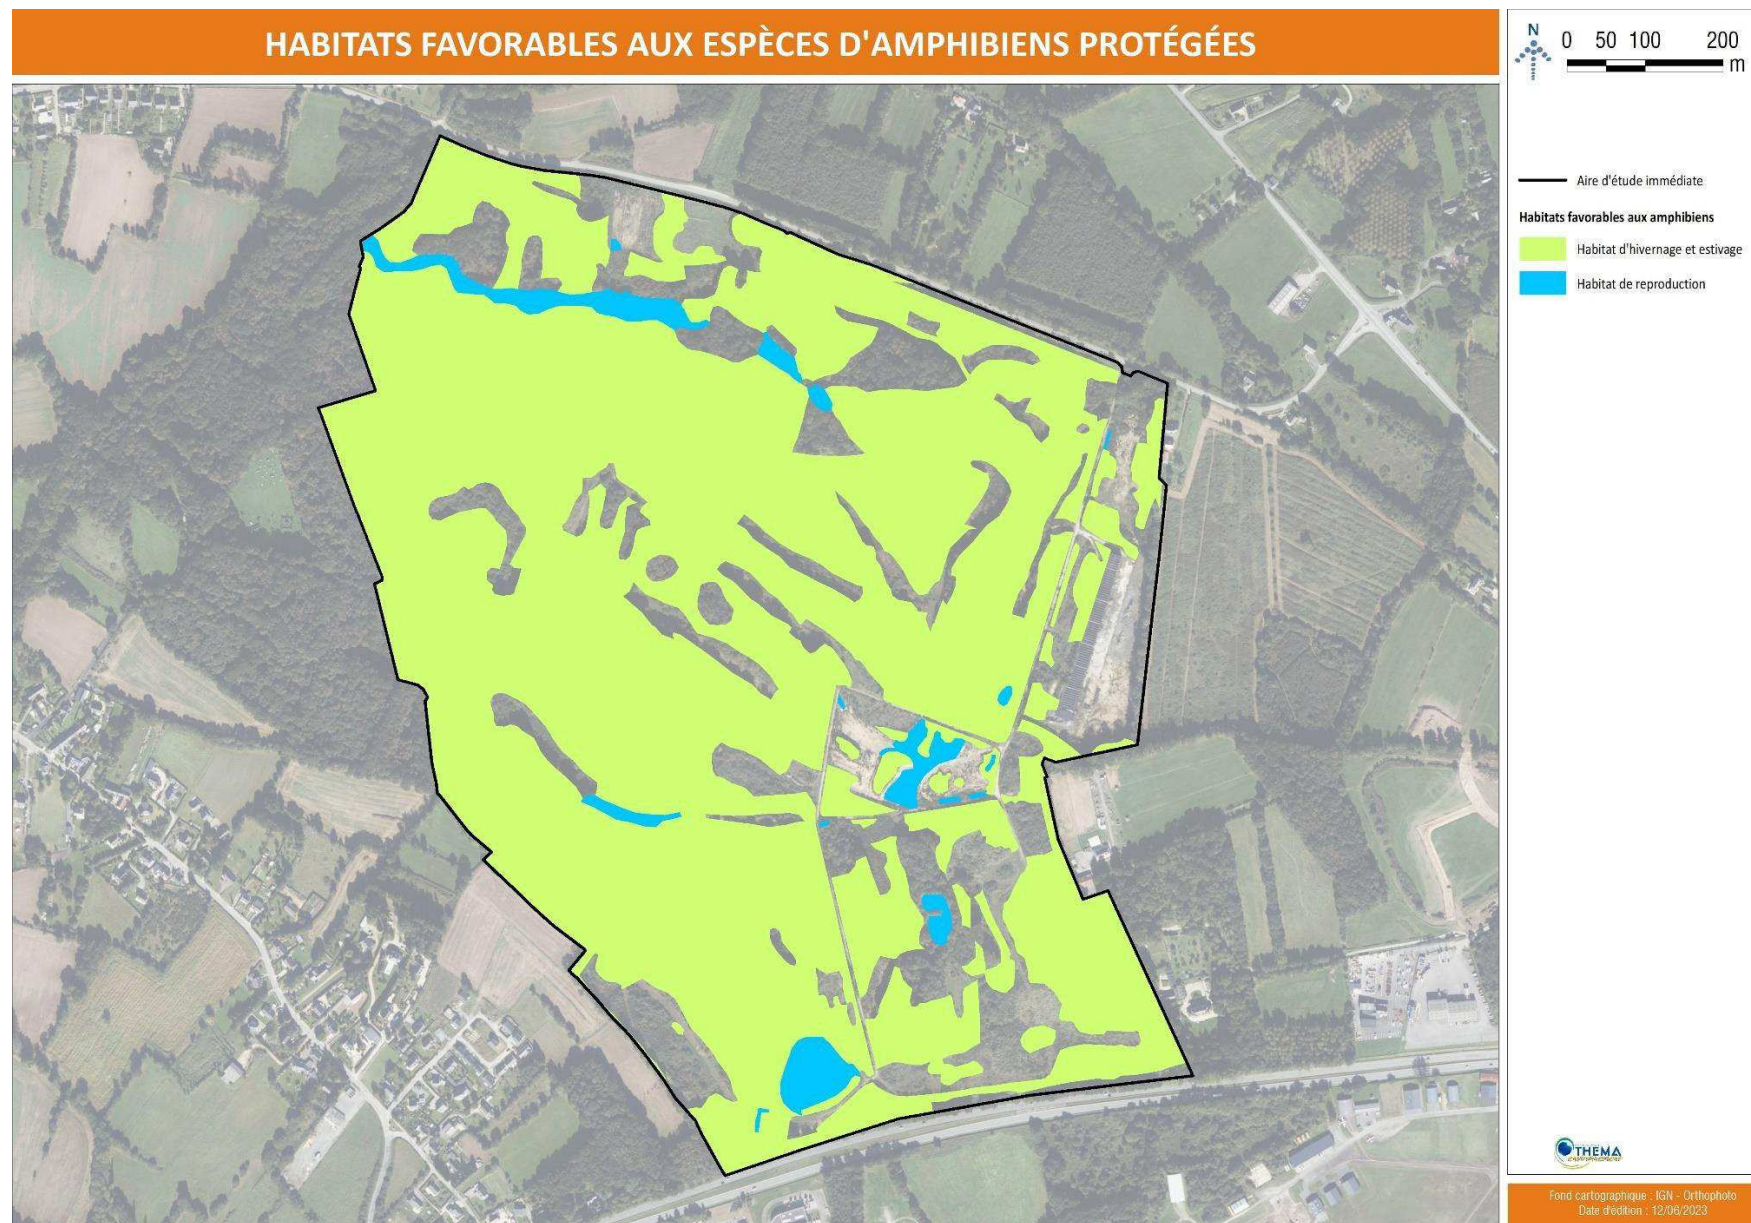 HABITATS FAVORABLES AUX ESPÈCES D'AMPHIBIENS PROTÉGÉES
N
0 50 100 200
m
Aire d'étude immédiate
Habitats favorables aux amphibiens
Habitat d'hivernage et estivage
Habitat de reproduction
THEMA
Fond cartographique : IGN - Orthophoto
Date d'édition : 12/06/2023